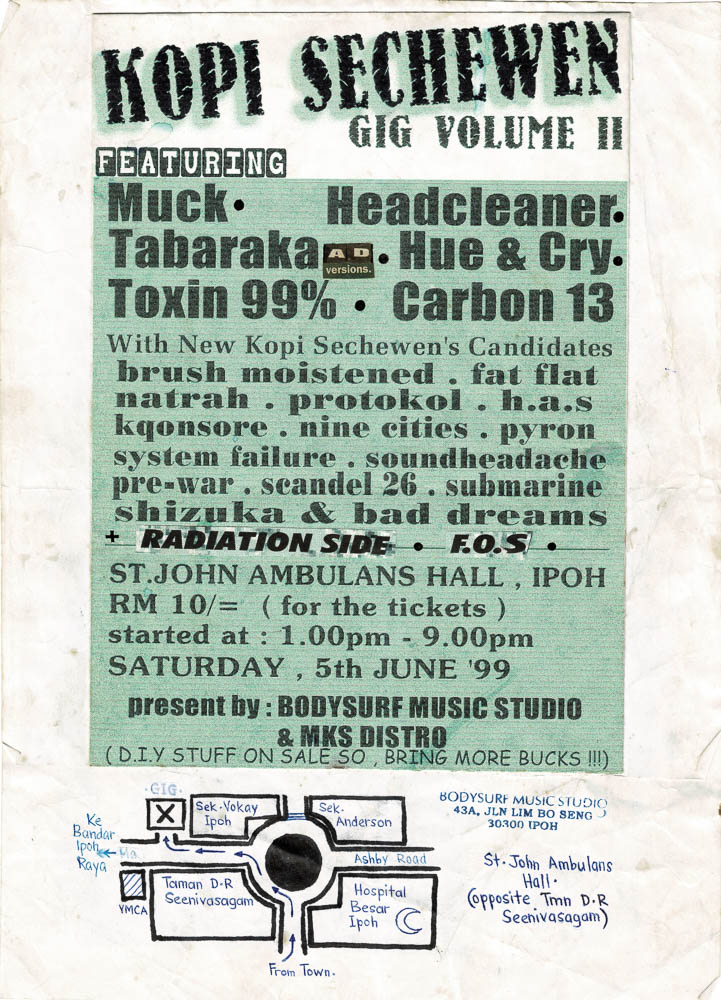 KOPI SECHEWEN
GIG VOLUME II
FEATURING
Muck • Headcleaner •
Tabaraka AD versions. • Hue & Cry •
Toxin 99% • Carbon 13
With New Kopi Sechewen's Candidates
brush moistened . fat flat
natrah . protokol . h.a.s
kqonsore . nine cities . pyron
system failure . soundheadache
pre-war . scandel 26 . submarine
shizuka & bad dreams
+ RADIATION SIDE • F.O.S •
ST.JOHN AMBULANS HALL , IPOH
RM 10/= ( for the tickets )
started at : 1.00pm - 9.00pm
SATURDAY , 5th JUNE '99
present by : BODYSURF MUSIC STUDIO
& MKS DISTRO
( D.I.Y STUFF ON SALE SO , BRING MORE BUCKS !!!)
• GIG •
X
Sek. Vokay
Ipoh
Sek.
Anderson
Ke
Bandar
Ipoh
Raya
Ashby Road
YMCA
Taman D.R
Seenivasagam
Hospital
Besar
Ipoh
From Town.
BODYSURF MUSIC STUDIO
43A, JLN LIM BO SENG
30300 IPOH
St. John Ambulans
Hall.
(opposite Tmn D.R
Seenivasagam)